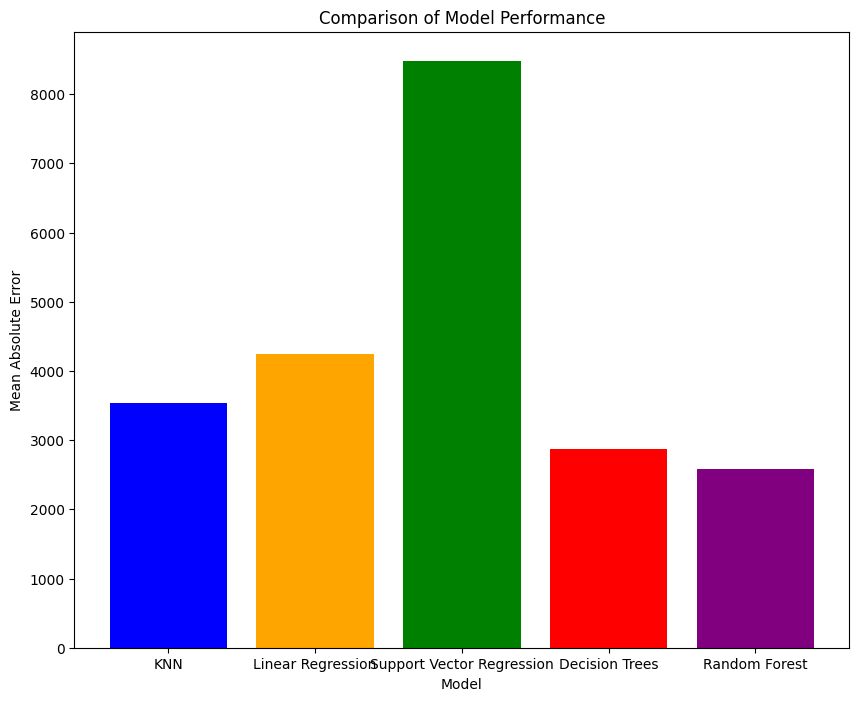 Comparison of Model Performance
Mean Absolute Error
8000
7000
6000
5000
4000
3000
2000
1000
0
KNN
Linear Regression
Support Vector Regression
Decision Trees
Random Forest
Model